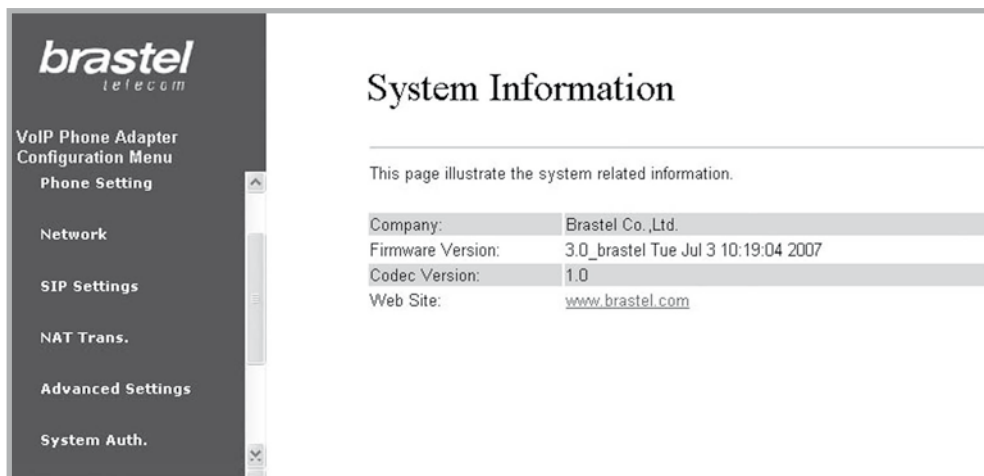 brastel
telecom
VoIP Phone Adapter
Configuration Menu
Phone Setting
Network
SIP Settings
NAT Trans.
Advanced Settings
System Auth.
System Information
This page illustrate the system related information.
Company: Brastel Co.,Ltd.
Firmware Version: 3.0_brastel Tue Jul 3 10:19:04 2007
Codec Version: 1.0
Web Site: www.brastel.com